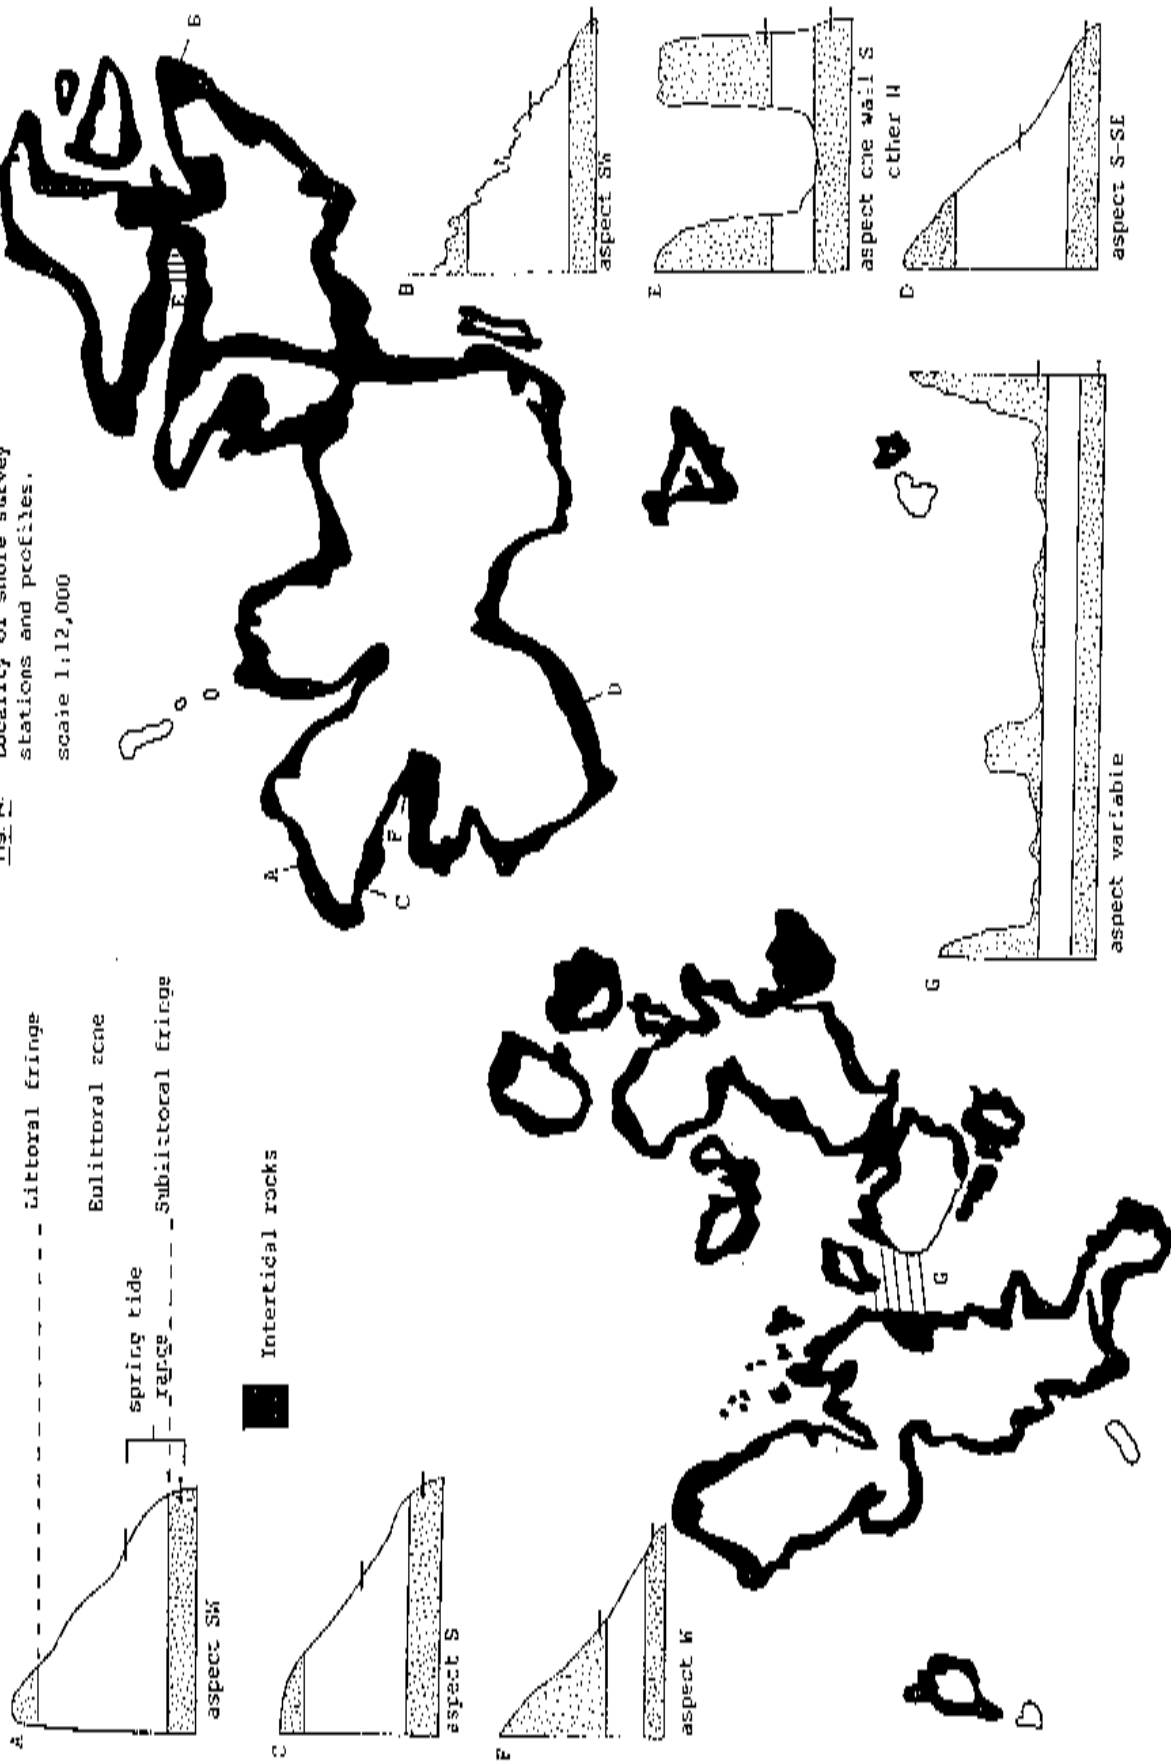 Locality of shore survey
stations and profiles.
scale 1:12,000
Littoral fringe
Eulittoral zone
spring tide
range
Sublittoral fringe
Intertidal rocks
A
aspect SW
C
aspect S
F
aspect W
A
C
F
D
E
B
G
B
aspect SW
E
aspect one wall S
other N
D
aspect S-SE
G
aspect variable